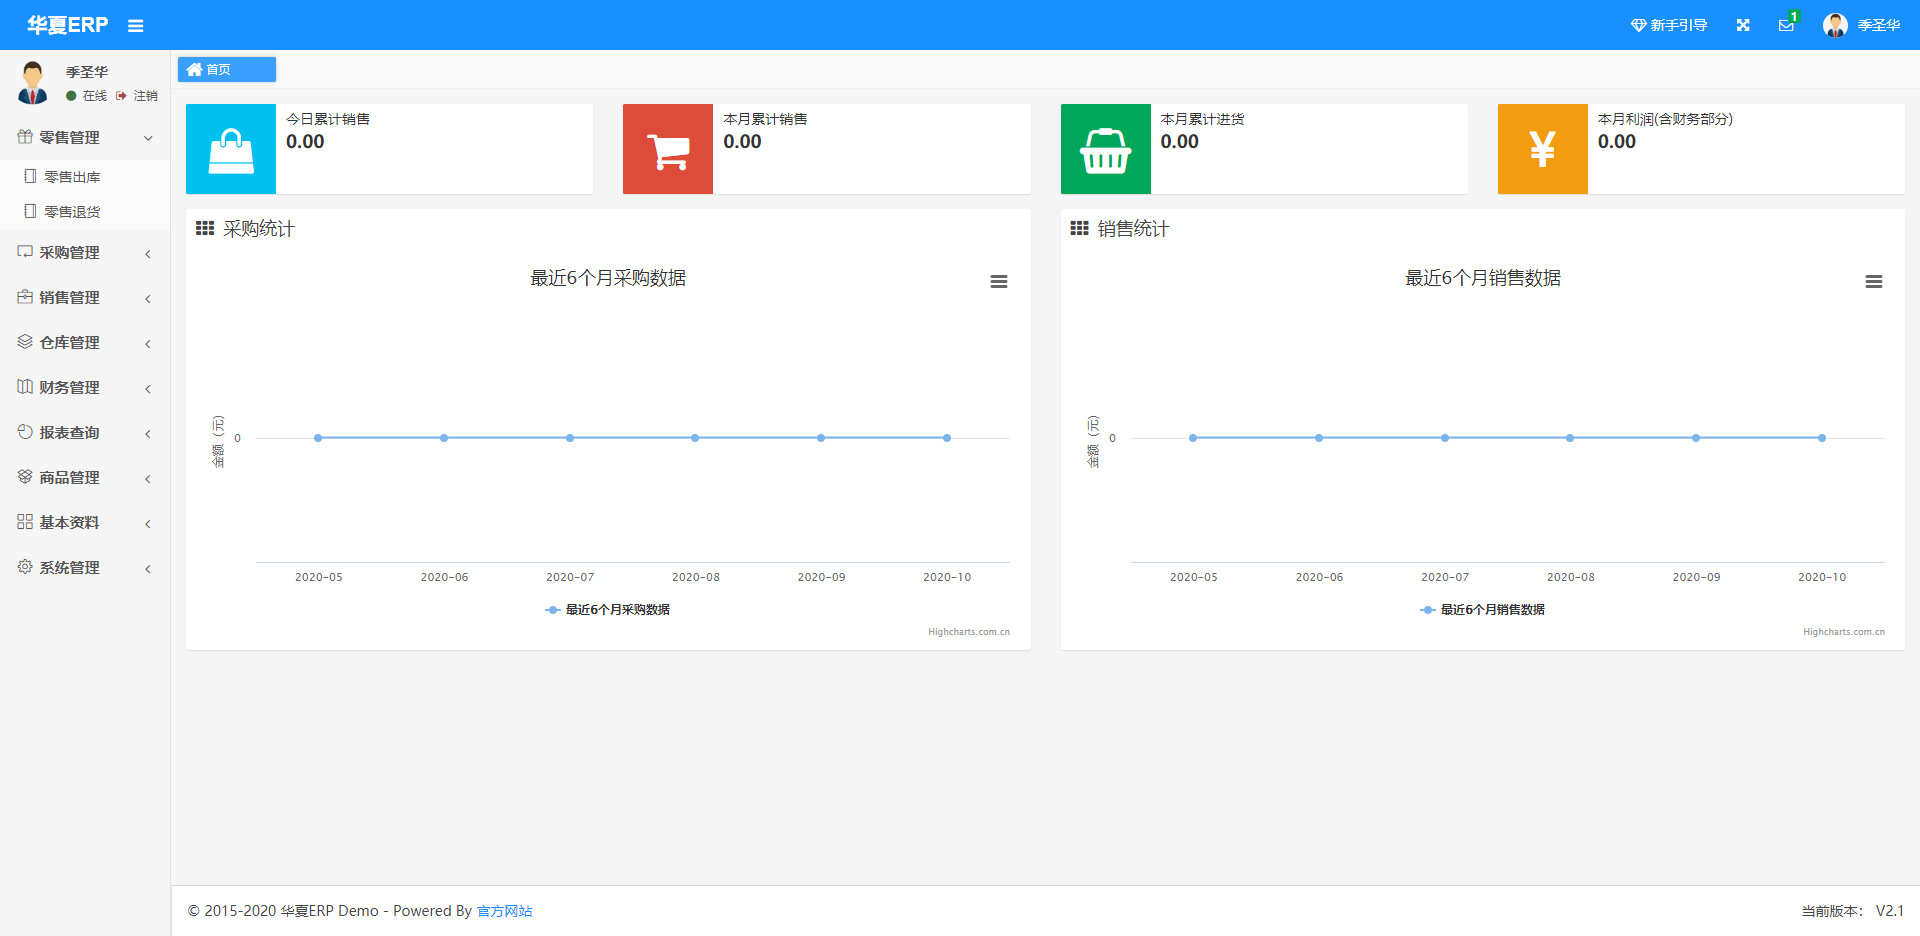 华夏ERP
新手引导
1
季圣华
季圣华
在线 注销
零售管理
零售出库
零售退货
采购管理
销售管理
仓库管理
财务管理
报表查询
商品管理
基本资料
系统管理
首页
今日累计销售
0.00
本月累计销售
0.00
本月累计进货
0.00
¥
本月利润(含财务部分)
0.00
采购统计
最近6个月采购数据
金额（元）
0
2020-05 2020-06 2020-07 2020-08 2020-09 2020-10
最近6个月采购数据
Highcharts.com.cn
销售统计
最近6个月销售数据
金额（元）
0
2020-05 2020-06 2020-07 2020-08 2020-09 2020-10
最近6个月销售数据
Highcharts.com.cn
© 2015-2020 华夏ERP Demo - Powered By 官方网站
当前版本： V2.1